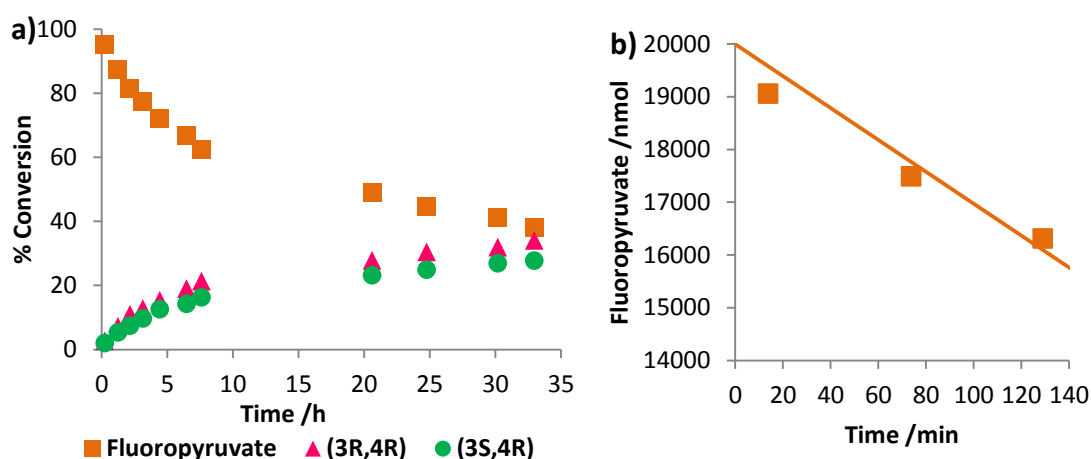 a)
% Conversion
100
80
60
40
20
0
0 5 10 15 20 25 30 35
Time /h
Fluoropyruvate (3R,4R) (3S,4R)
b)
Fluoropyruvate /nmol
20000
19000
18000
17000
16000
15000
14000
0 20 40 60 80 100 120 140
Time /min